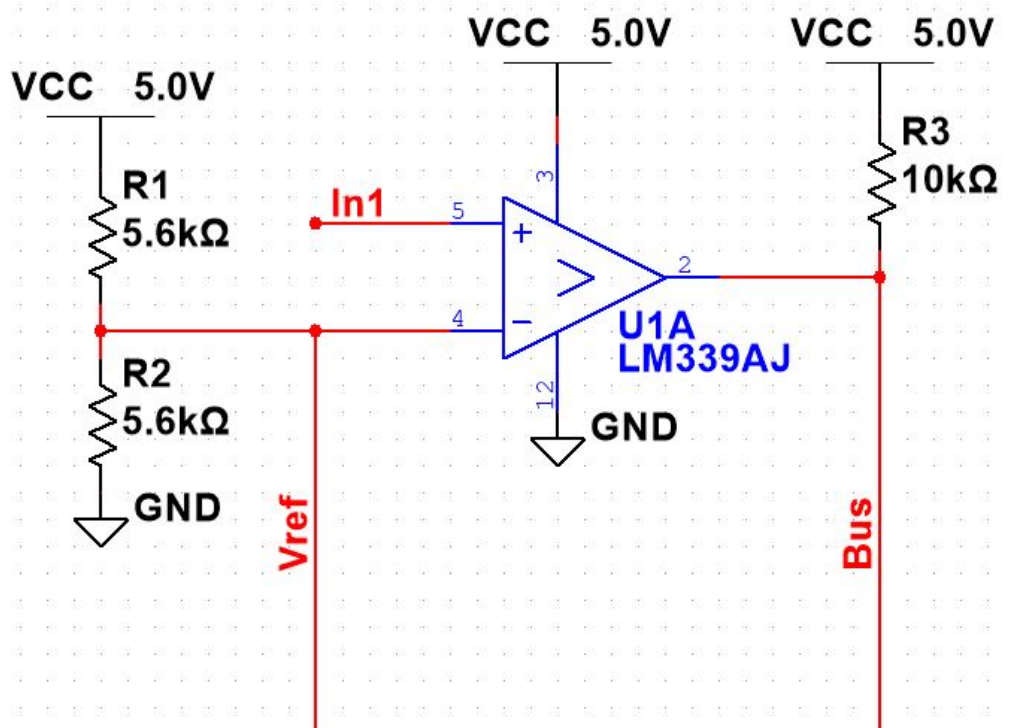 VCC 5.0V
VCC 5.0V
VCC 5.0V
R1
5.6kΩ
In1
5
+
3
>
2
R3
10kΩ
4
−
U1A
LM339AJ
R2
5.6kΩ
12
GND
GND
Vref
Bus